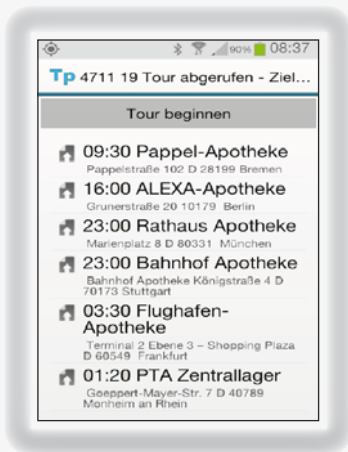 90% 08:37
Tp 4711 19 Tour abgerufen - Ziel...
Tour beginnen
09:30 Pappel-Apotheke
Pappelstraße 102 D 28199 Bremen
16:00 ALEXA-Apotheke
Grunerstraße 20 10179 Berlin
23:00 Rathaus Apotheke
Marienplatz 8 D 80331 München
23:00 Bahnhof Apotheke
Bahnhof Apotheke Königstraße 4 D
70173 Stuttgart
03:30 Flughafen-
Apotheke
Terminal 2 Ebene 3 – Shopping Plaza
D 60549 Frankfurt
01:20 PTA Zentrallager
Goeppert-Mayer-Str. 7 D 40789
Monheim an Rhein